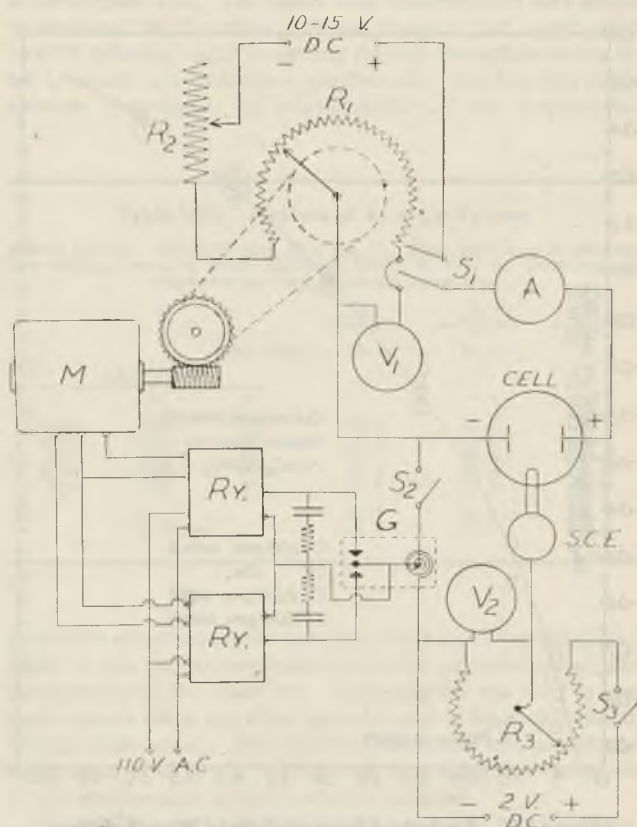 10-15 V.
D.C
- +
R2
R1
S1
A
V1
CELL
- +
M
RY.
S2
G
S.C.E.
V2
RY.
R3
S3
110 V. A.C
- 2 V. +
D.C.